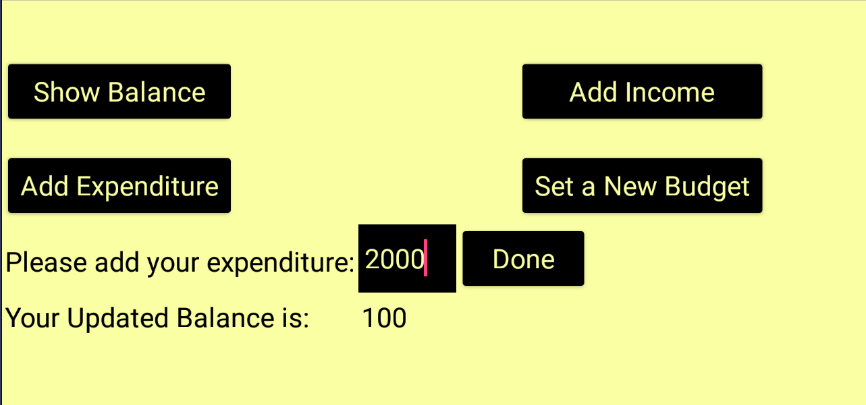 Show Balance Add Income
Add Expenditure Set a New Budget
Please add your expenditure: 2000 Done
Your Updated Balance is: 100